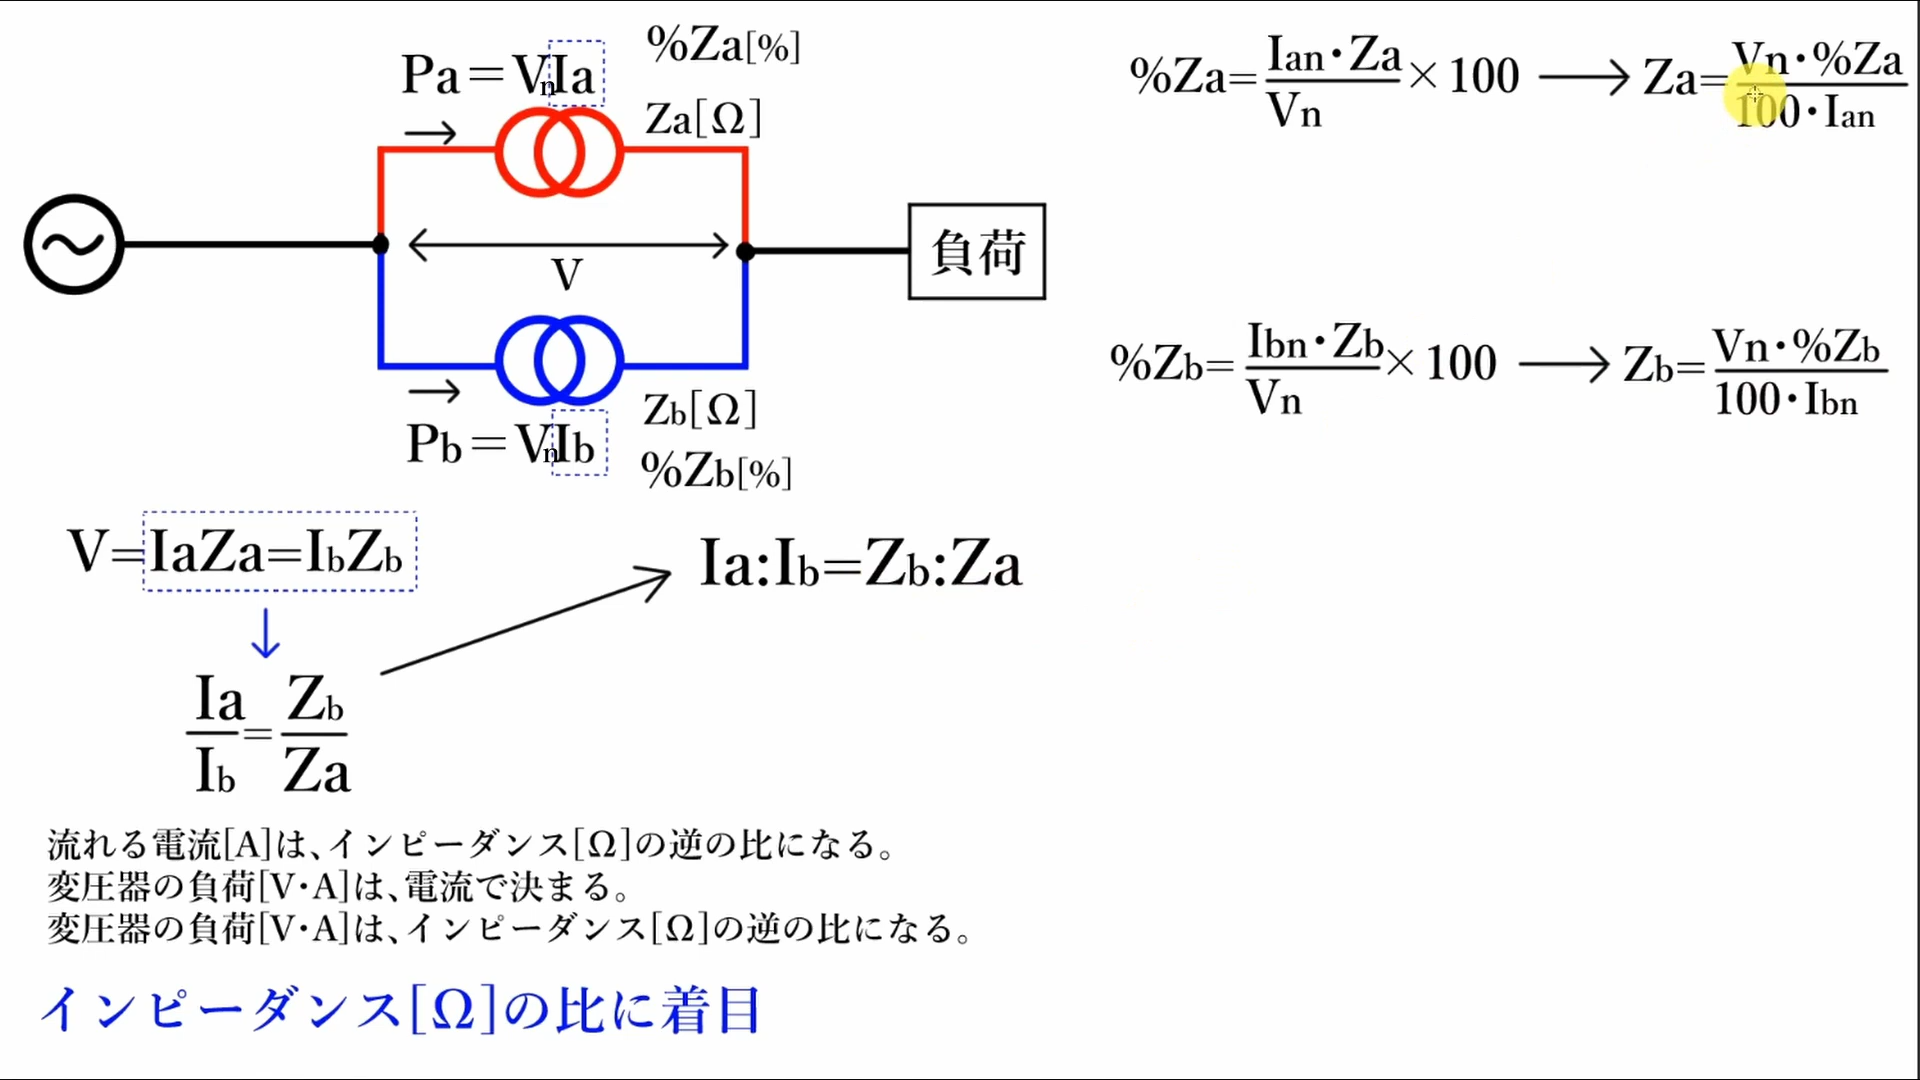 %Za[%]
Pa=VnIa
Za[Ω]
V
負荷
Zb[Ω]
Pb=VnIb
%Zb[%]
V=IaZa=IbZb
Ia/Ib=Zb/Za
Ia:Ib=Zb:Za
%Za=Ian・Za/Vn×100→Za=Vn・%Za/100・Ian
%Zb=Ibn・Zb/Vn×100→Zb=Vn・%Zb/100・Ibn
流れる電流[A]は、インピーダンス[Ω]の逆の比になる。
変圧器の負荷[V・A]は、電流で決まる。
変圧器の負荷[V・A]は、インピーダンス[Ω]の逆の比になる。
インピーダンス[Ω]の比に着目